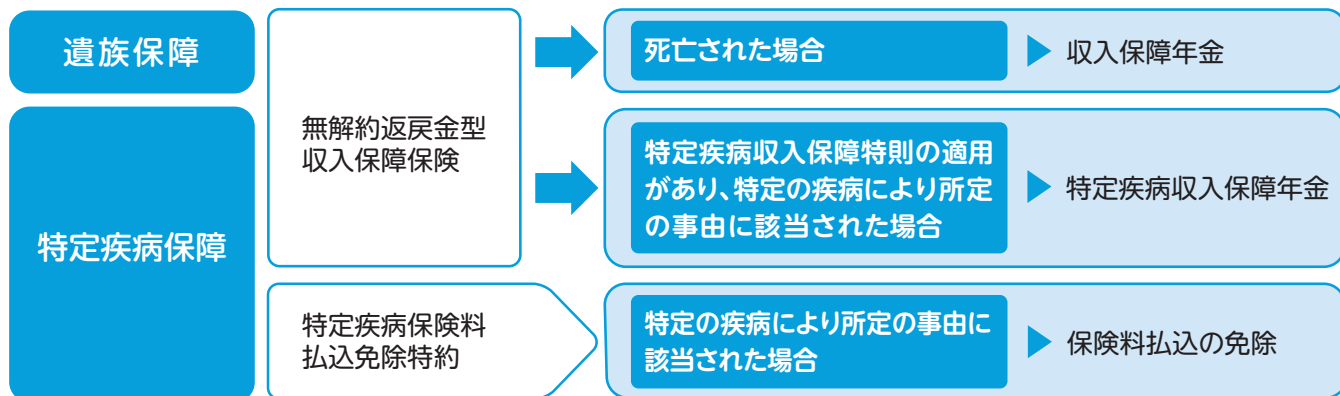 遺族保障
無解約返戻金型
収入保障保険
死亡された場合
収入保障年金
特定疾病保障
特定疾病収入保障特則の適用
があり、特定の疾病により所定
の事由に該当された場合
特定疾病収入保障年金
特定疾病保険料
払込免除特約
特定の疾病により所定の事由に
該当された場合
保険料払込の免除